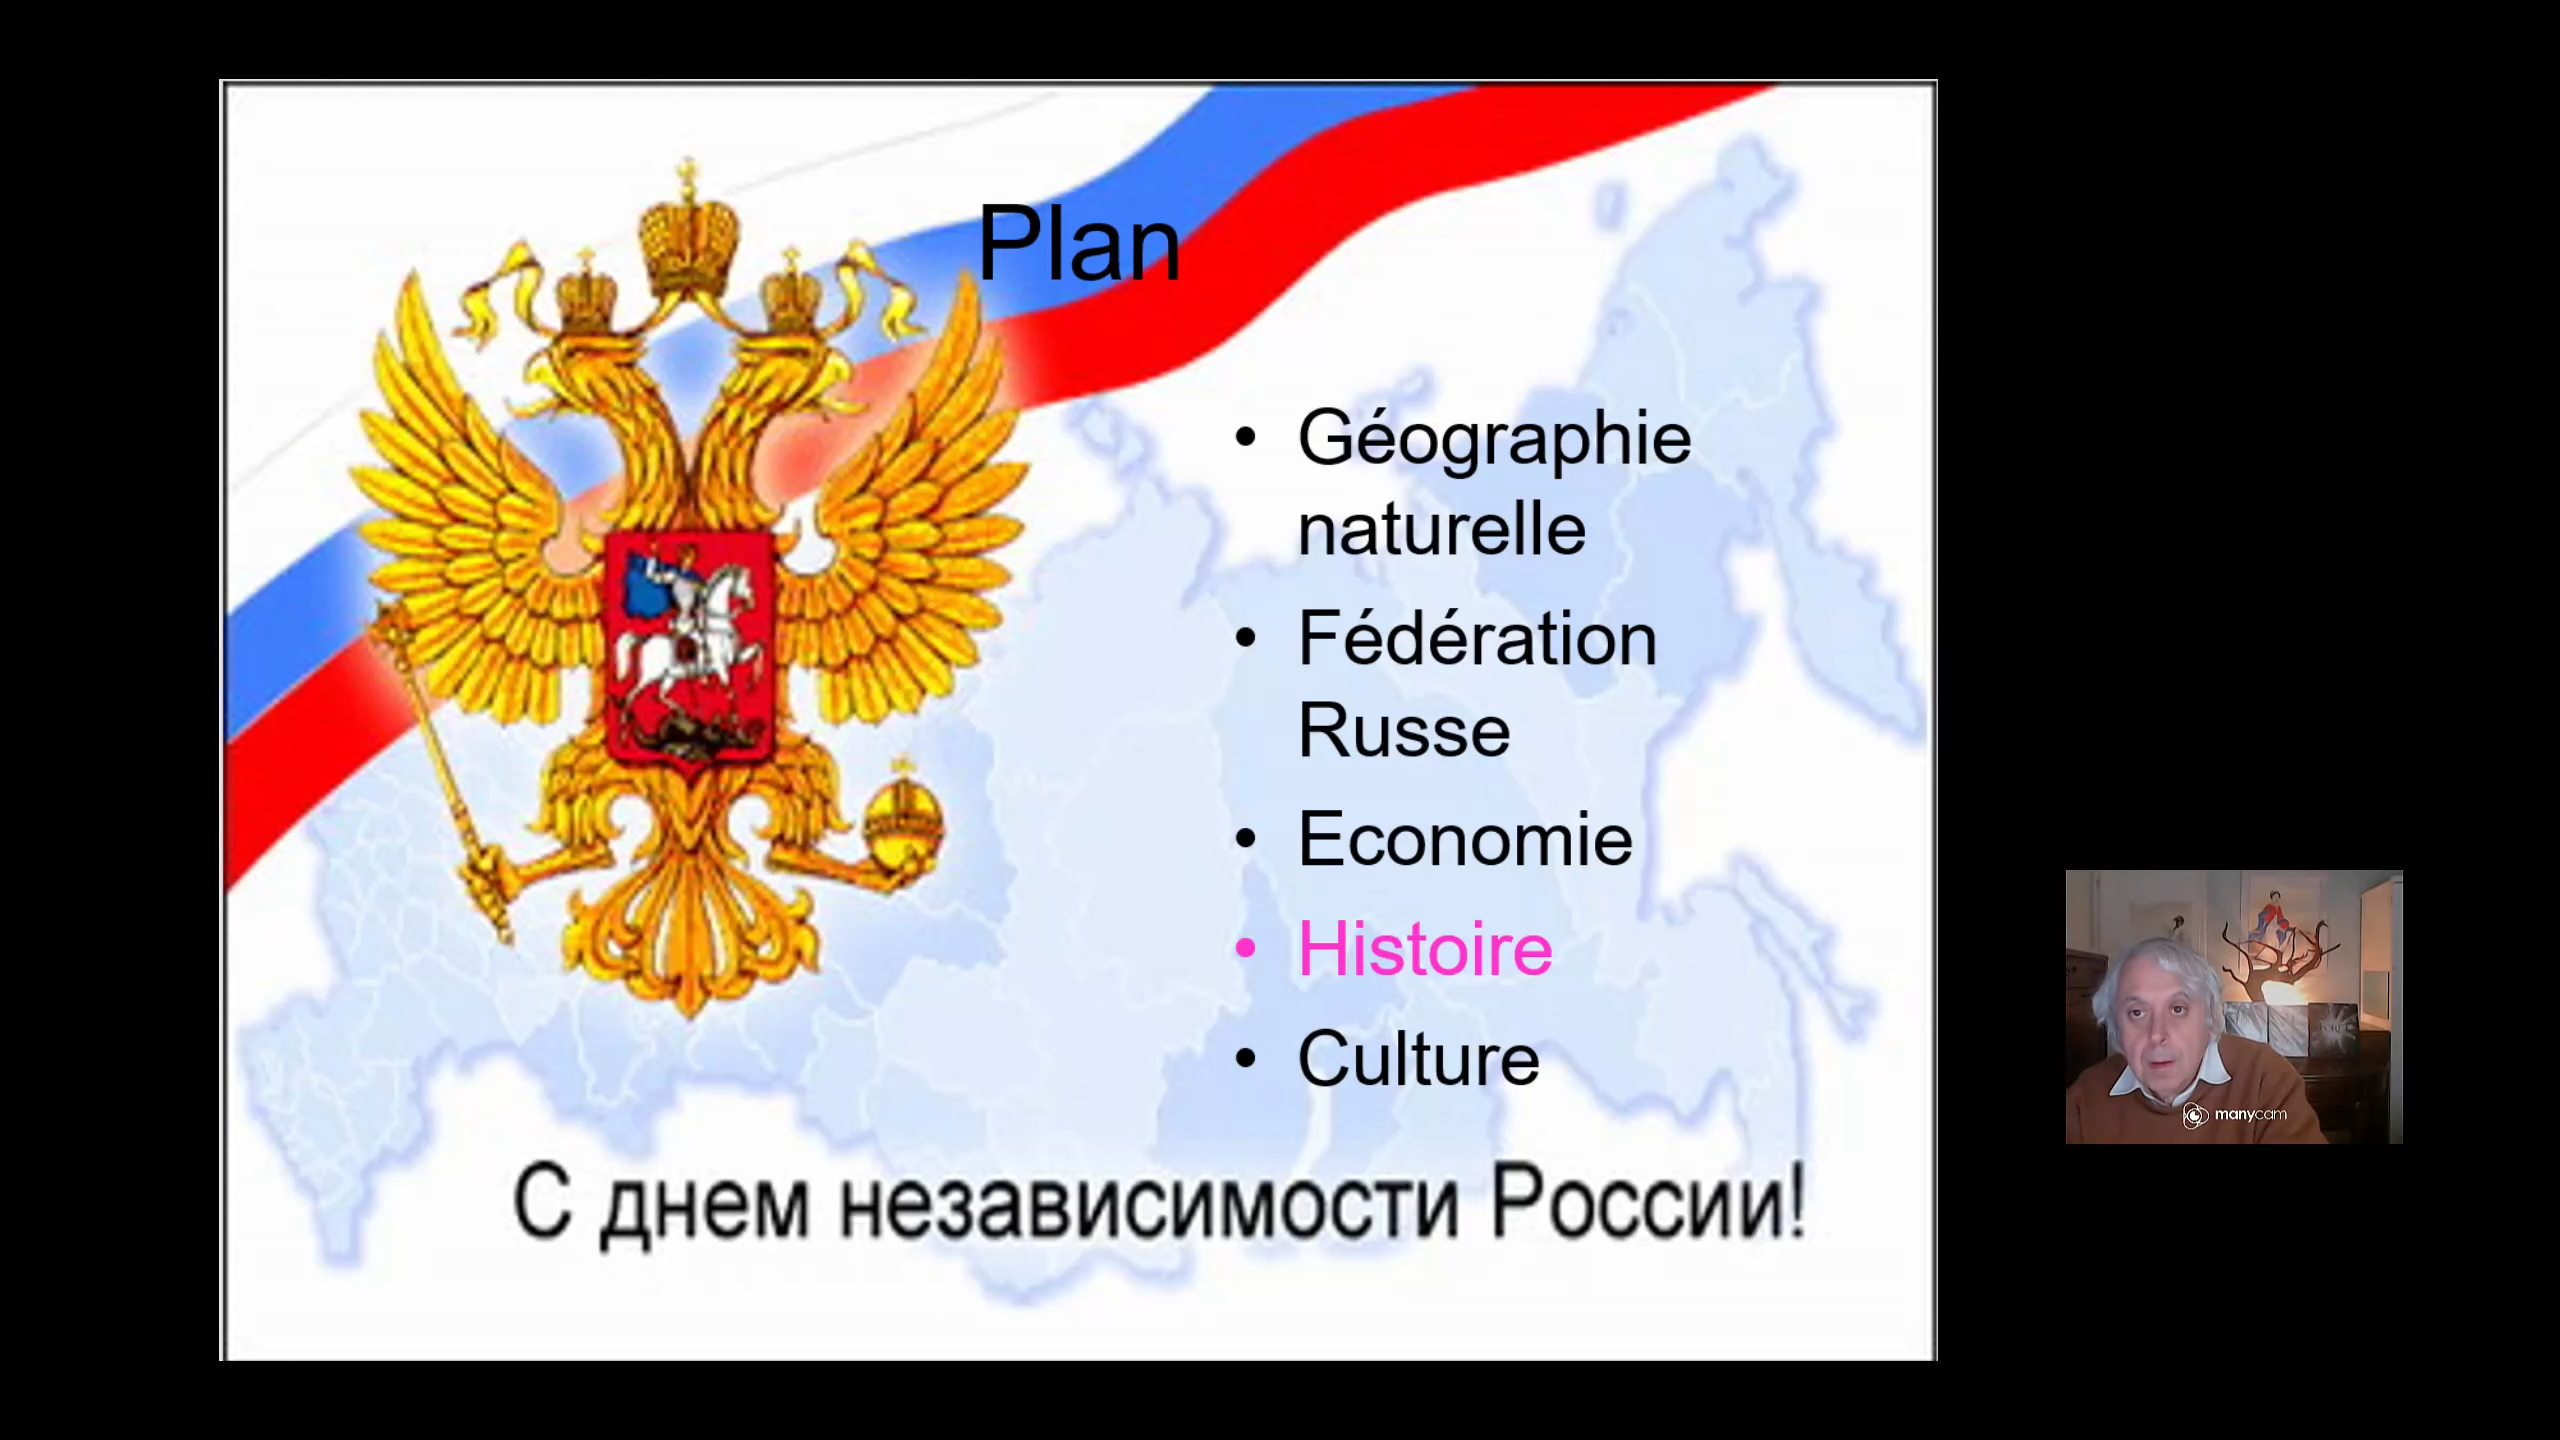 Plan
• Géographie
naturelle
• Fédération
Russe
• Economie
• Histoire
• Culture
С днем независимости России!
manycam